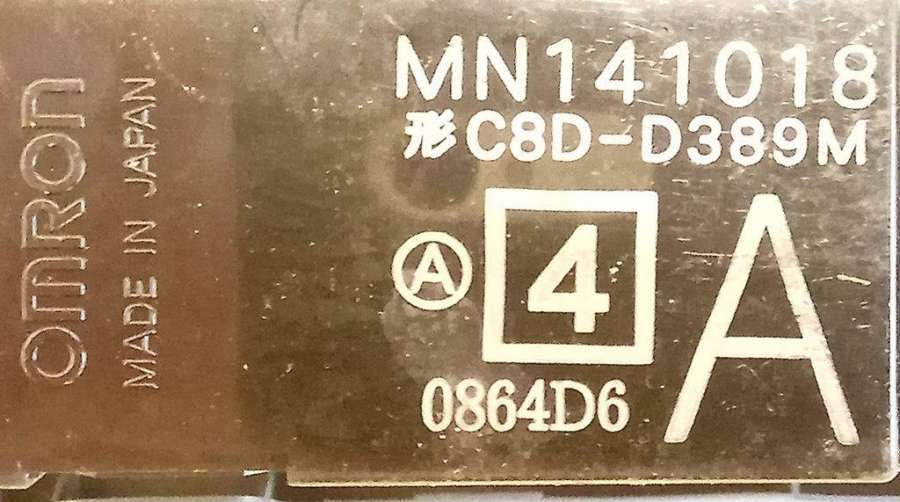 omron
MADE IN JAPAN
MN141018
形C8D-D389M
Ⓐ 4 A
0864D6